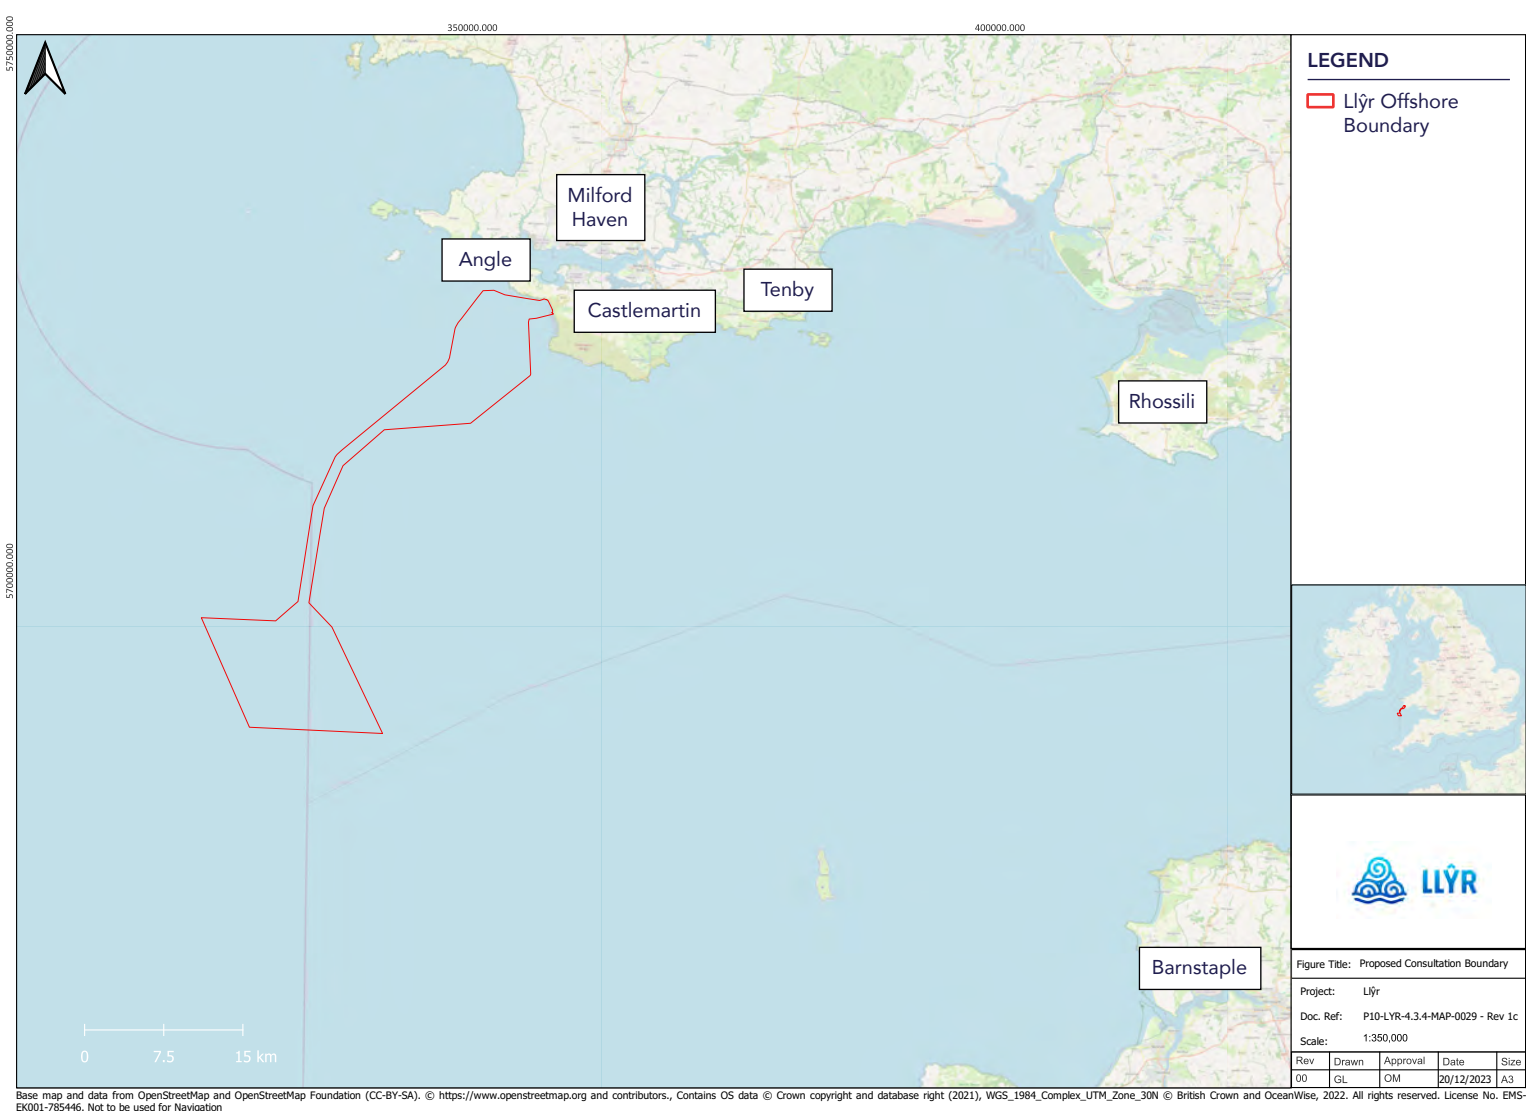 350000.000
400000.000
5750000.000
5700000.000
Milford
Haven
Angle
Castlemartin
Tenby
Rhossili
Barnstaple
0 7.5 15 km
LEGEND
Llŷr Offshore
Boundary
LLŶR
Figure Title: Proposed Consultation Boundary
Project: Llŷr
Doc. Ref: P10-LYR-4.3.4-MAP-0029 - Rev 1c
Scale: 1:350,000
Rev Drawn Approval Date Size
00 GL OM 20/12/2023 A3
Base map and data from OpenStreetMap and OpenStreetMap Foundation (CC-BY-SA). © https://www.openstreetmap.org and contributors., Contains OS data © Crown copyright and database right (2021), WGS_1984_Complex_UTM_Zone_30N © British Crown and OceanWise, 2022. All rights reserved. License No. EMS-
EK001-785446. Not to be used for Navigation